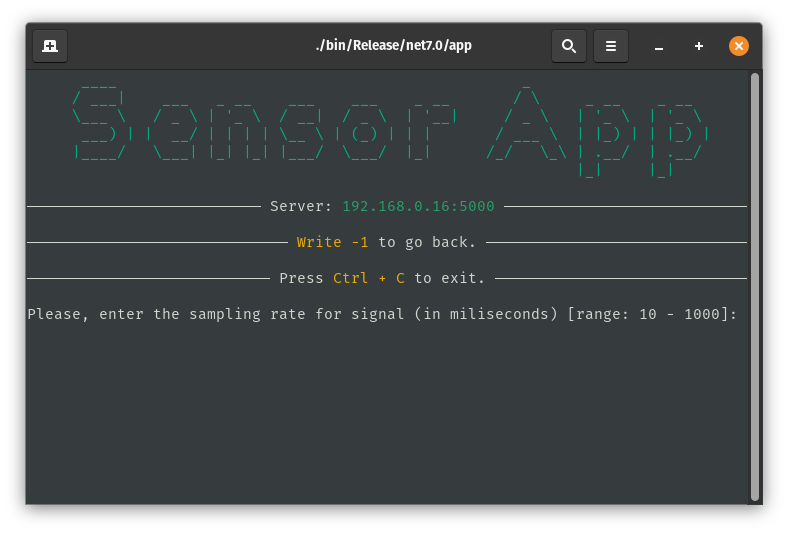 ./bin/Release/net7.0/app
Sensor App
Server: 192.168.0.16:5000
Write -1 to go back.
Press Ctrl + C to exit.
Please, enter the sampling rate for signal (in miliseconds) [range: 10 - 1000]: